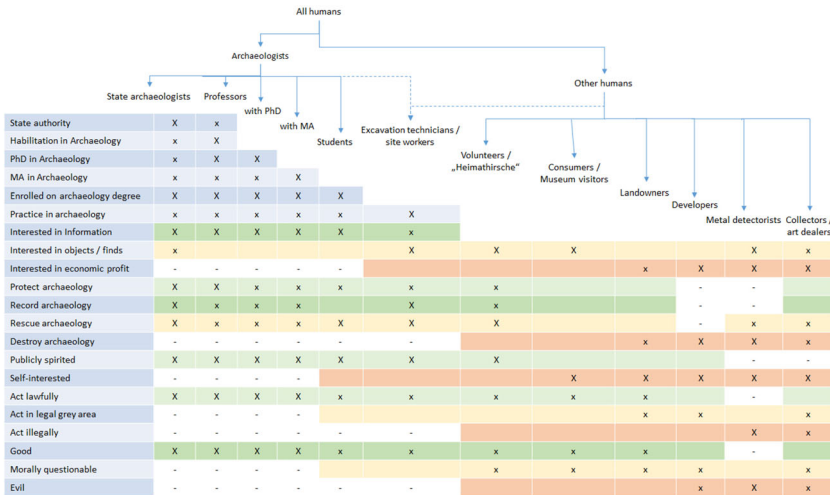 All humans
Archaeologists
Other humans
State archaeologists
Professors
with PhD
with MA
Students
Excavation technicians /
site workers
Volunteers /
„Heimathirsche“
Consumers /
Museum visitors
Landowners
Developers
Metal detectorists
Collectors /
art dealers
State authority X x
Habilitation in Archaeology x X
PhD in Archaeology x X X
MA in Archaeology x x x X
Enrolled on archaeology degree X X X X X
Practice in archaeology x x x x x X
Interested in Information X X X X X x
Interested in objects / finds x X X X X x
Interested in economic profit - - - - - x X X X
Protect archaeology X X x x x x x - -
Record archaeology X x x x X x - -
Rescue archaeology X x x x X X X - x x
Destroy archaeology - - - - - - x X X x
Publicly spirited X X X X X X X - -
Self-interested - - - - X X X X X
Act lawfully X X X X x x x x x -
Act in legal grey area - - - - x x x
Act illegally - - - - - - X x
Good X X X X x x x x x -
Morally questionable - - - - x x x x x
Evil - - - - - - x X x